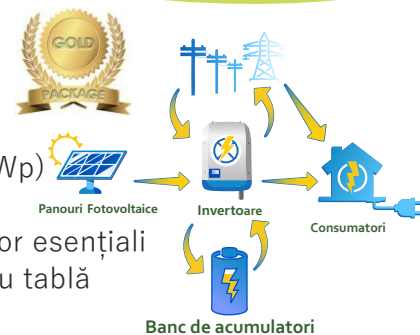 GOLD
PACKAGE
Wp)
Panouri Fotovoltaice
Invertoare
Consumatori
or esențiali
u tablă
Banc de acumulatori